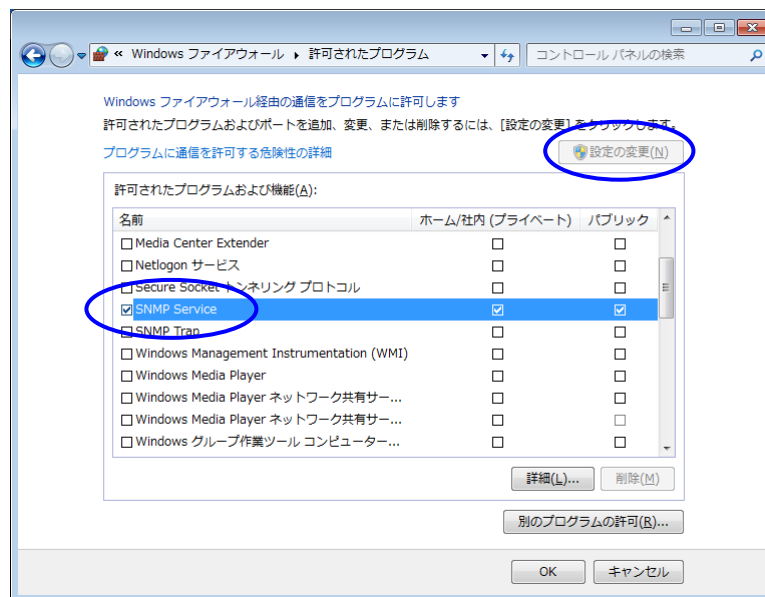 « Windows ファイアウォール ▸ 許可されたプログラム コントロール パネルの検索
Windows ファイアウォール経由の通信をプログラムに許可します
許可されたプログラムおよびポートを追加、変更、または削除するには、[設定の変更] をクリックします。
プログラムに通信を許可する危険性の詳細 設定の変更(N)
許可されたプログラムおよび機能(A):
名前 ホーム/社内 (プライベート) パブリック
Media Center Extender
Netlogon サービス
Secure Socket トンネリング プロトコル
SNMP Service
SNMP Trap
Windows Management Instrumentation (WMI)
Windows Media Player
Windows Media Player ネットワーク共有サー...
Windows Media Player ネットワーク共有サー...
Windows グループ作業ツール コンピューター...
詳細(L)... 削除(M)
別のプログラムの許可(R)...
OK キャンセル